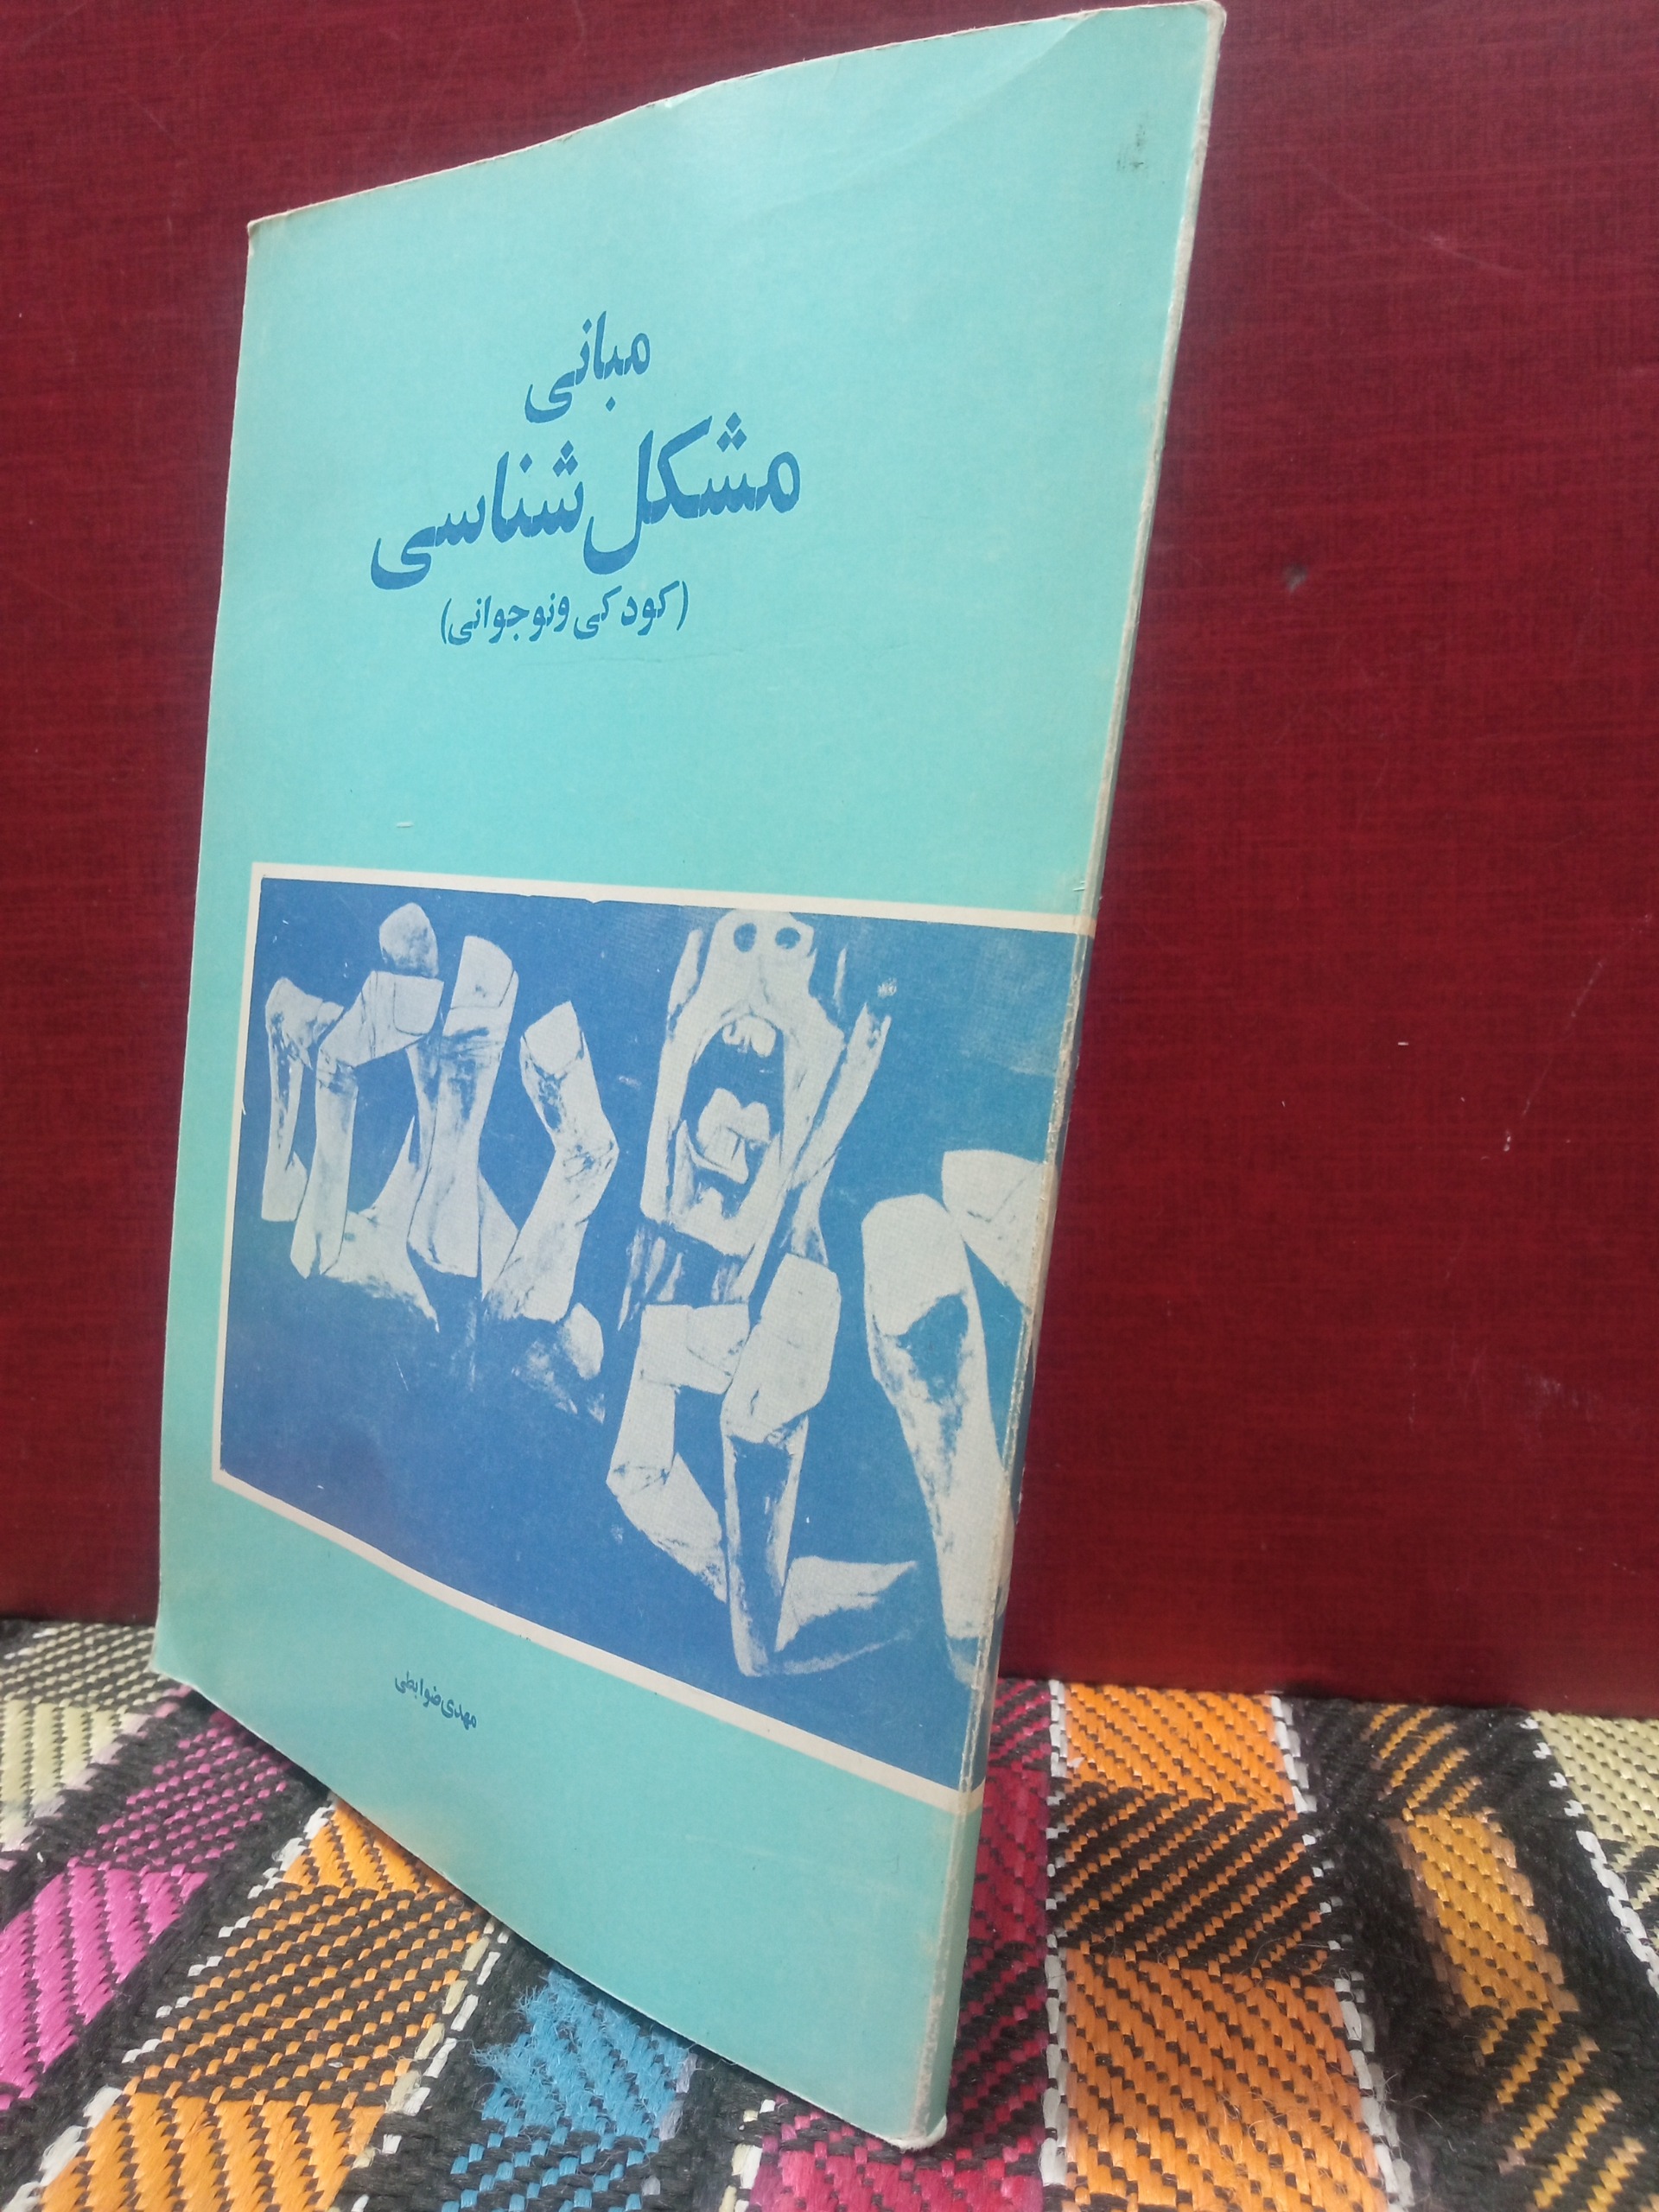 مبانی
مشکل شناسی
(کودکی ونوجوانی)
مهدی ضوابطی